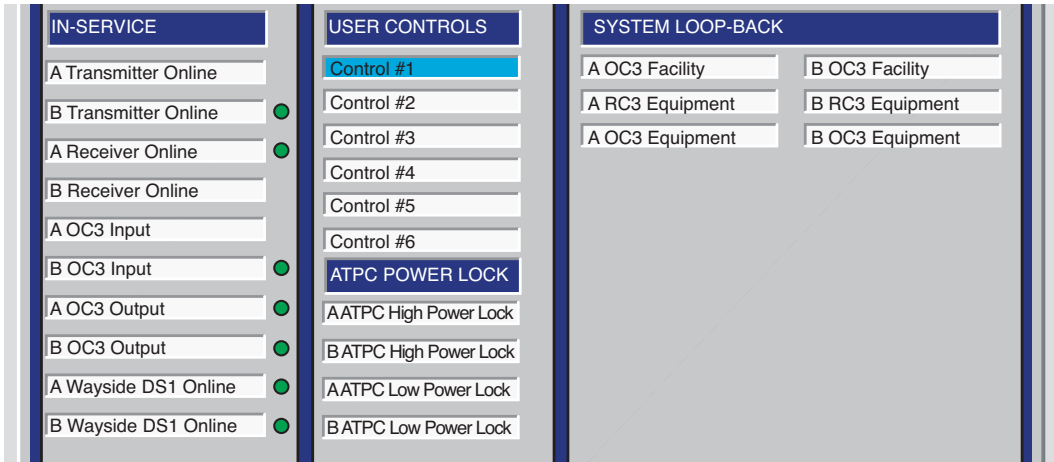 IN-SERVICE
A Transmitter Online
B Transmitter Online
A Receiver Online
B Receiver Online
A OC3 Input
B OC3 Input
A OC3 Output
B OC3 Output
A Wayside DS1 Online
B Wayside DS1 Online
USER CONTROLS
Control #1
Control #2
Control #3
Control #4
Control #5
Control #6
ATPC POWER LOCK
A ATPC High Power Lock
B ATPC High Power Lock
A ATPC Low Power Lock
B ATPC Low Power Lock
SYSTEM LOOP-BACK
A OC3 Facility
B OC3 Facility
A RC3 Equipment
B RC3 Equipment
A OC3 Equipment
B OC3 Equipment